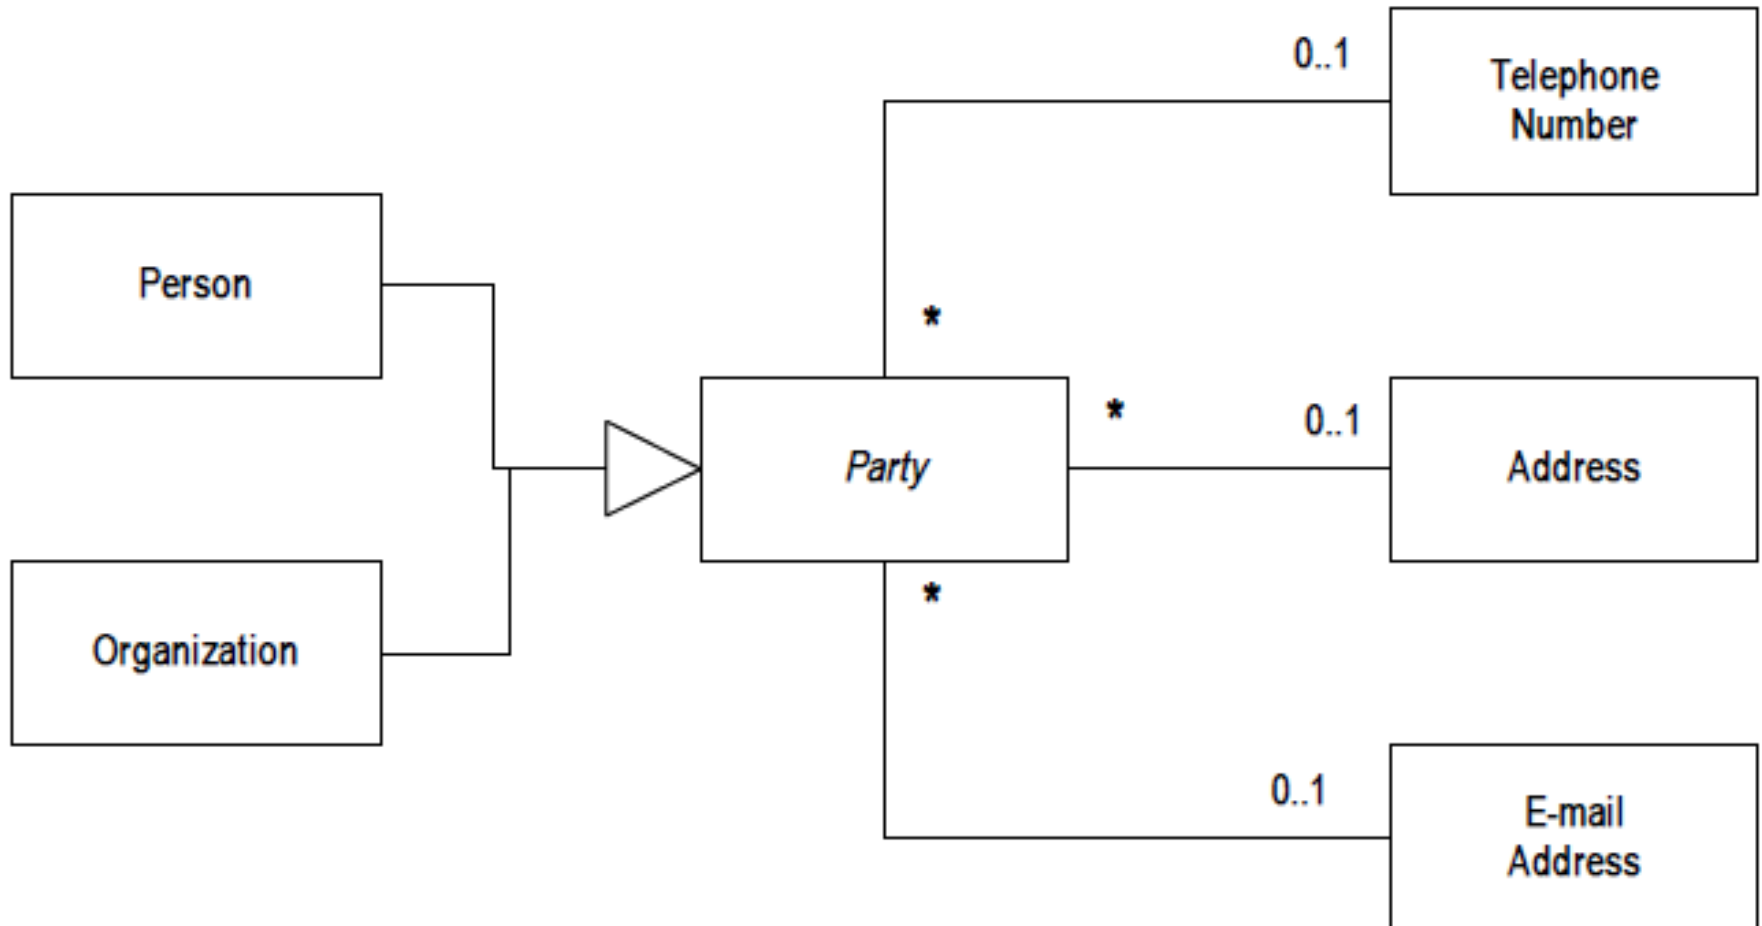 0..1
Telephone
Number
Person
*
*
0..1
Party
Address
*
Organization
0..1
E-mail
Address